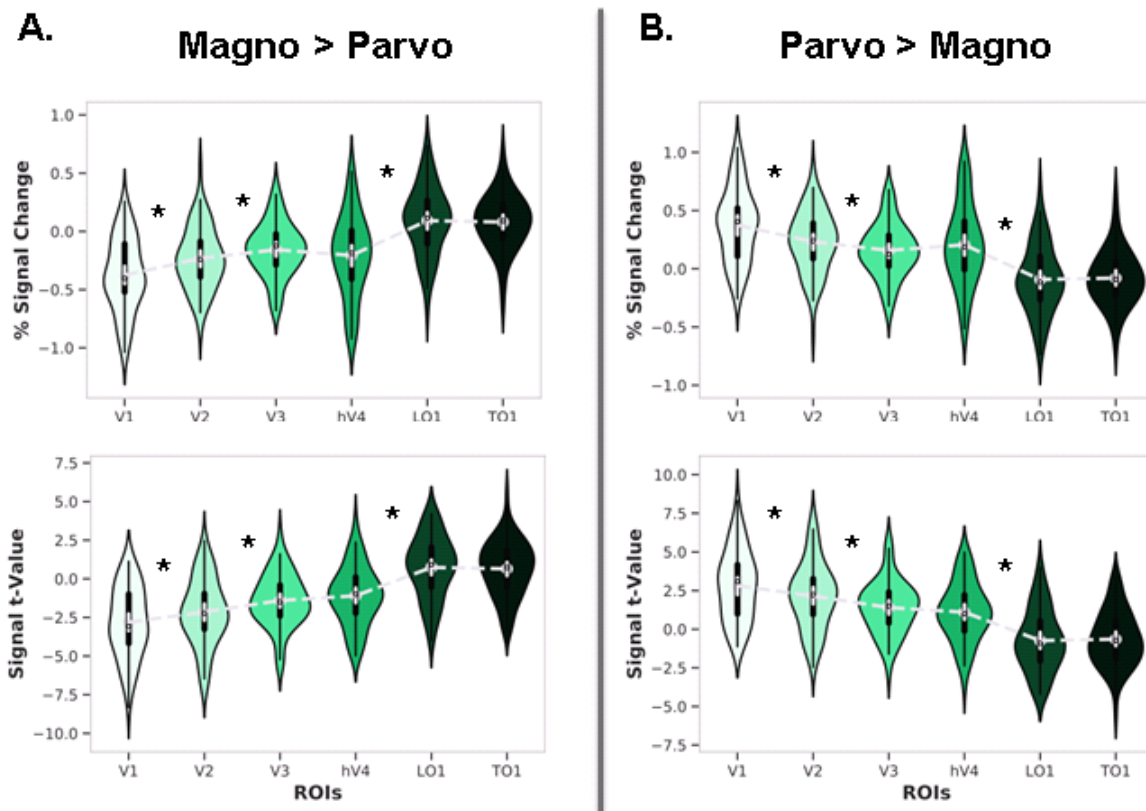 A.
Magno > Parvo
% Signal Change
1.0
0.5
0.0
−0.5
−1.0
★
★
★
V1 V2 V3 hV4 LO1 TO1
Signal t-Value
7.5
5.0
2.5
0.0
−2.5
−5.0
−7.5
−10.0
★
★
★
V1 V2 V3 hV4 LO1 TO1
ROIs
B.
Parvo > Magno
% Signal Change
1.0
0.5
0.0
−0.5
−1.0
★
★
★
V1 V2 V3 hV4 LO1 TO1
Signal t-Value
10.0
7.5
5.0
2.5
0.0
−2.5
−5.0
−7.5
★
★
★
V1 V2 V3 hV4 LO1 TO1
ROIs